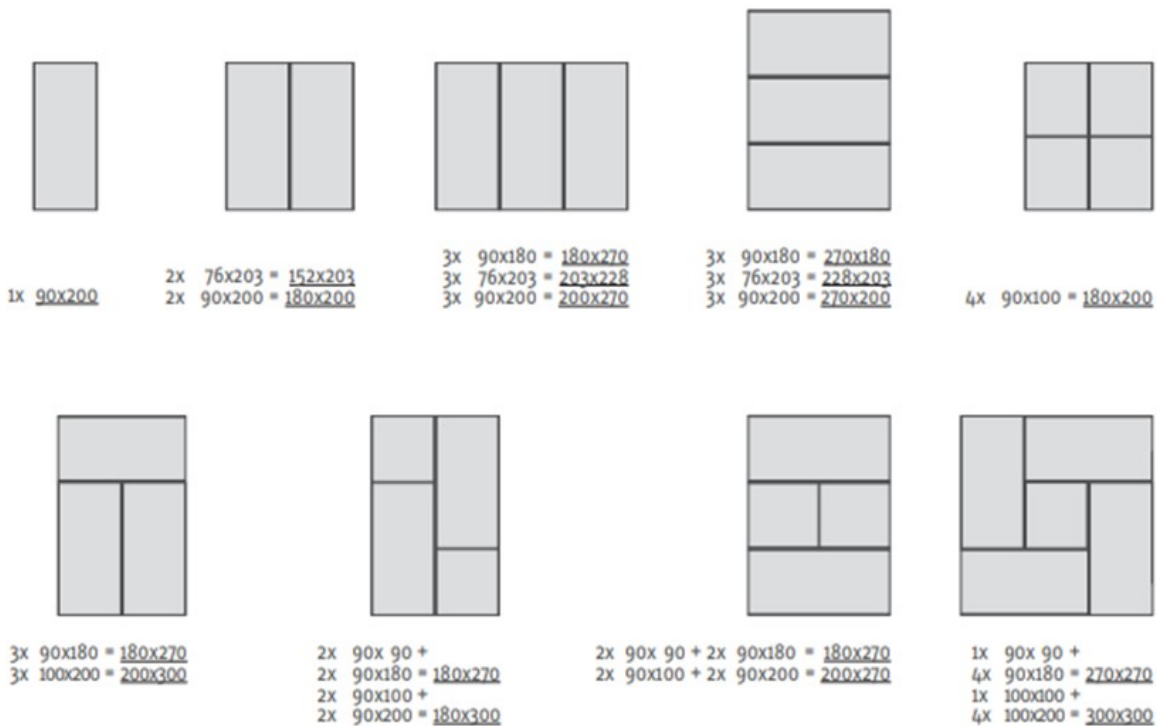 1x 90x200
2x 76x203 = 152x203
2x 90x200 = 180x200
3x 90x180 = 180x270
3x 76x203 = 203x228
3x 90x200 = 200x270
3x 90x180 = 270x180
3x 76x203 = 228x203
3x 90x200 = 270x200
4x 90x100 = 180x200
3x 90x180 = 180x270
3x 100x200 = 200x300
2x 90x 90 +
2x 90x180 = 180x270
2x 90x100 +
2x 90x200 = 180x300
2x 90x 90 + 2x 90x180 = 180x270
2x 90x100 + 2x 90x200 = 200x270
1x 90x 90 +
4x 90x180 = 270x270
1x 100x100 +
4x 100x200 = 300x300